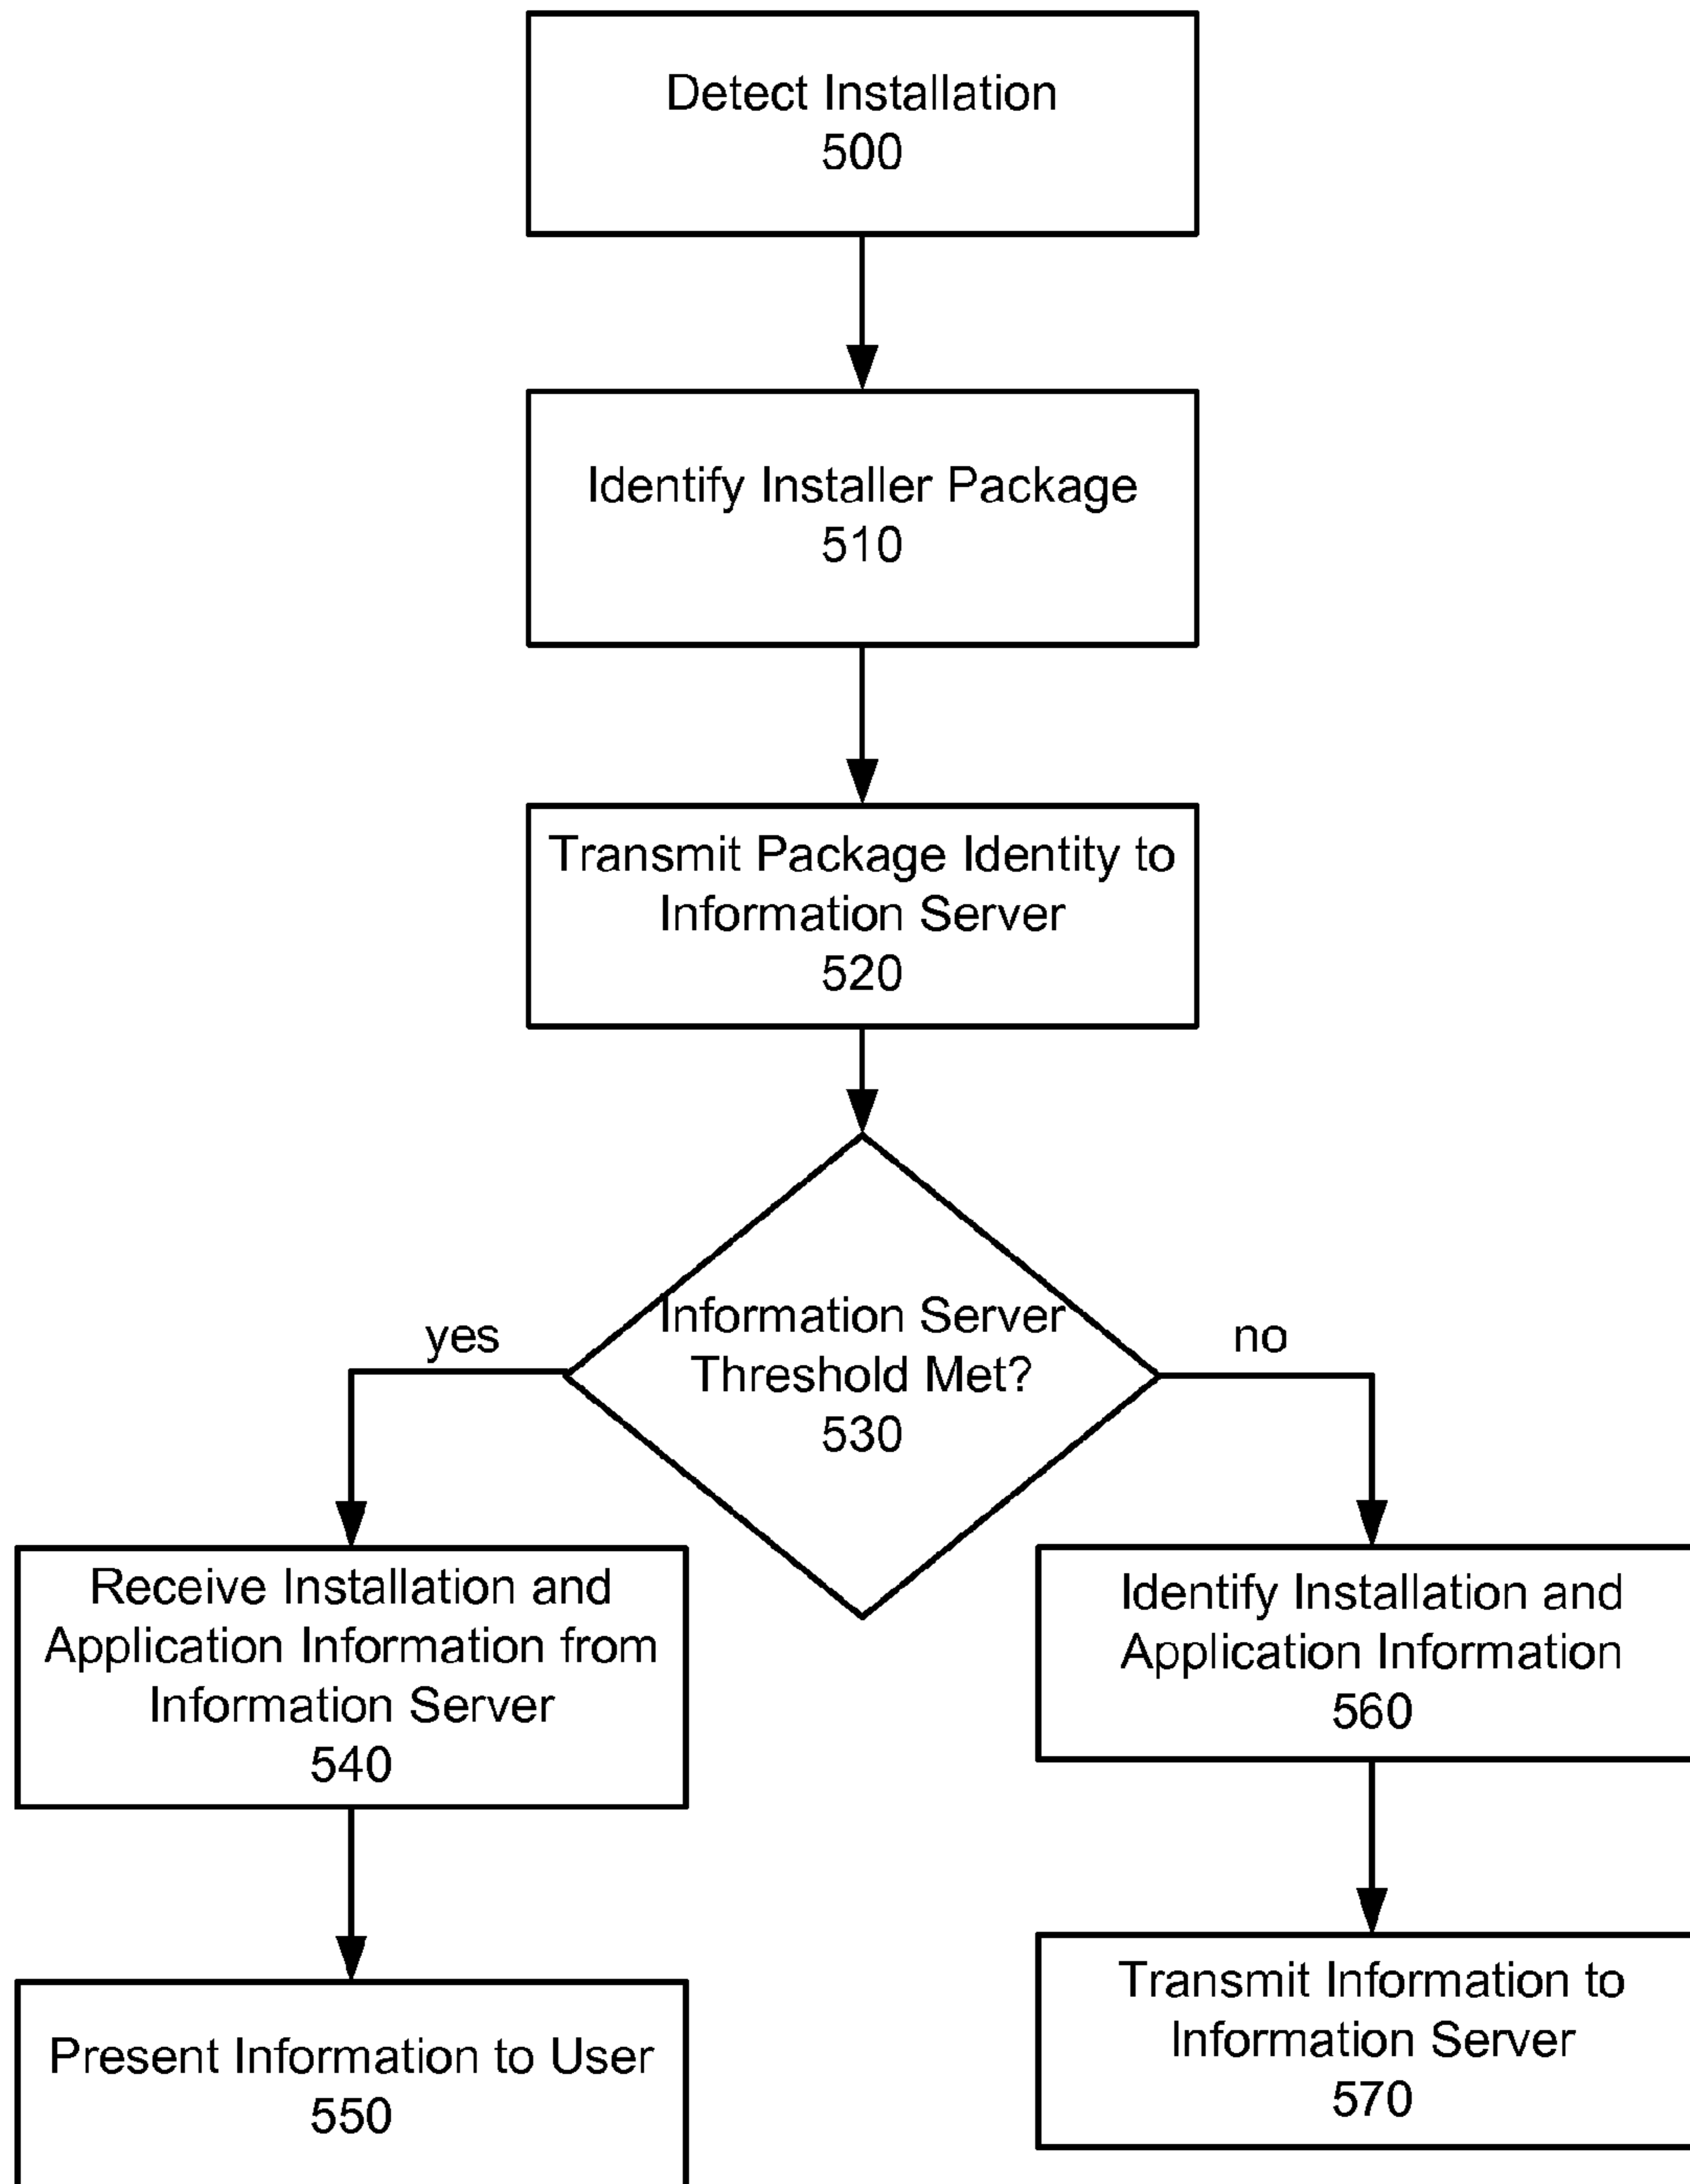 Detect Installation
500
Identify Installer Package
510
Transmit Package Identity to
Information Server
520
Information Server
Threshold Met?
530
yes
no
Receive Installation and
Application Information from
Information Server
540
Identify Installation and
Application Information
560
Present Information to User
550
Transmit Information to
Information Server
570